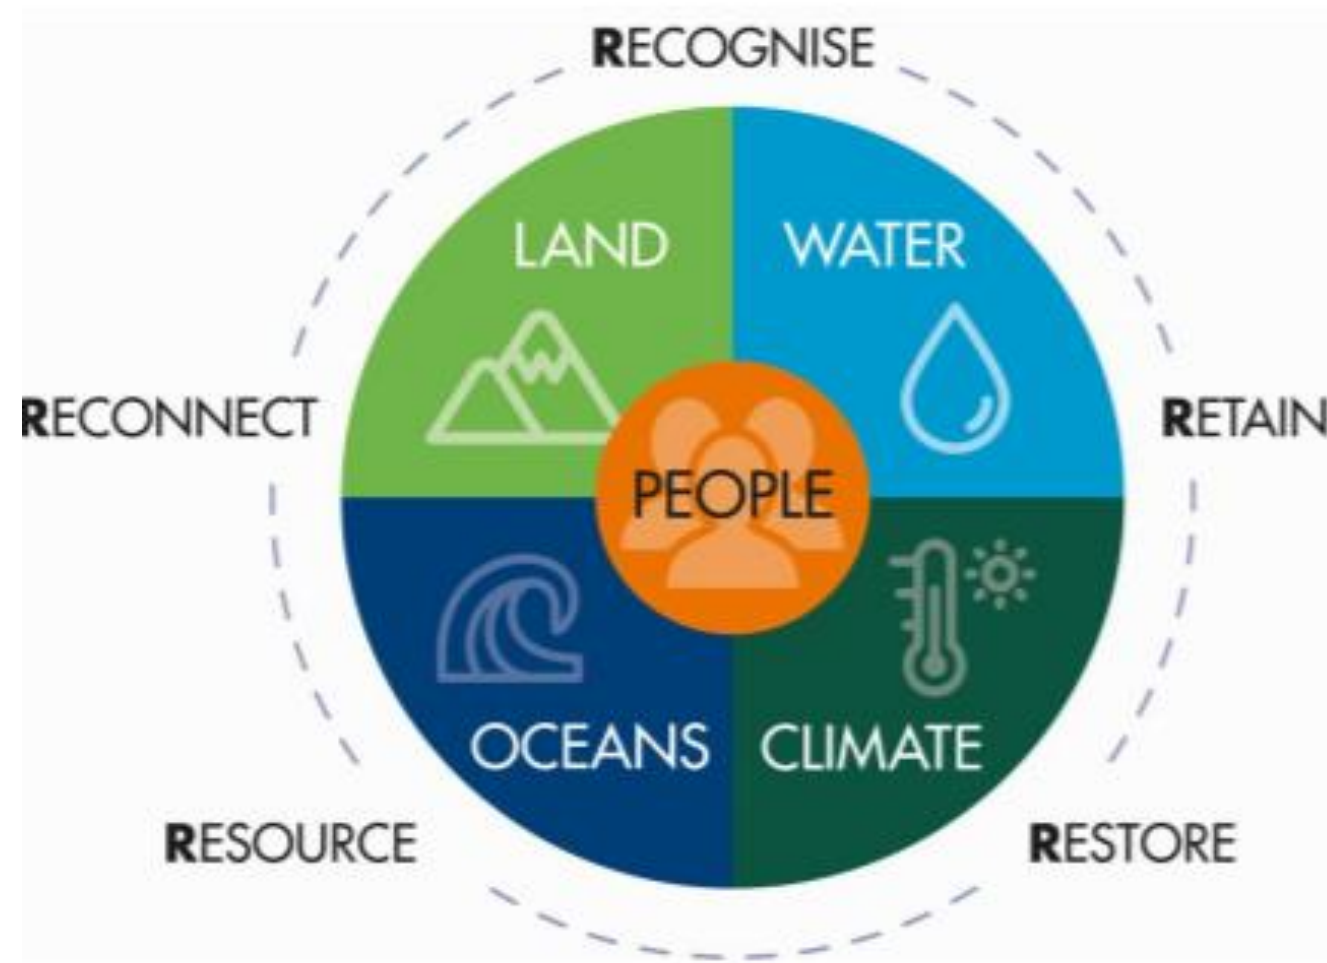 RECOGNISE
LAND
WATER
RECONNECT
RETAIN
PEOPLE
OCEANS
CLIMATE
RESOURCE
RESTORE